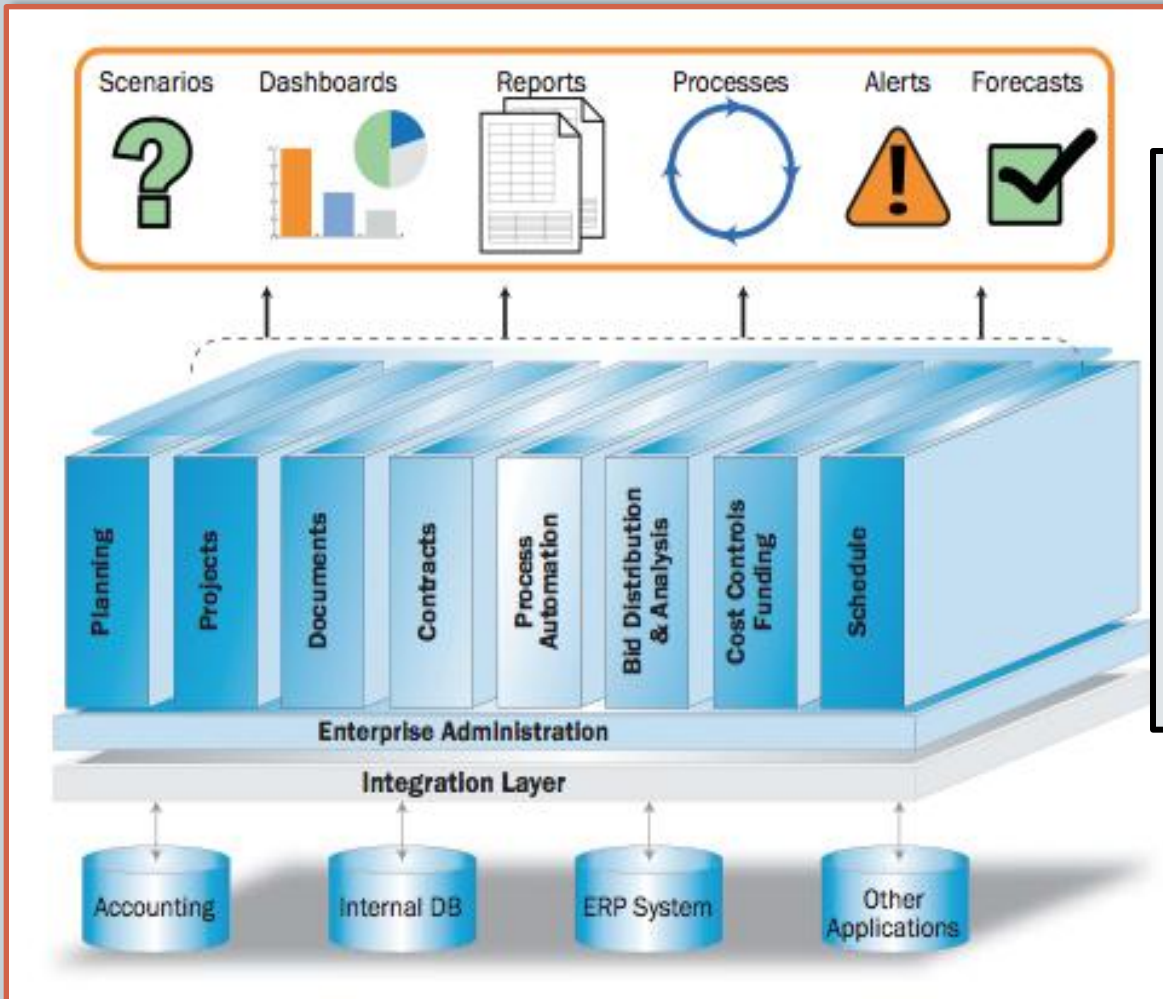 Scenarios
Dashboards
Reports
Processes
Alerts
Forecasts
Planning
Projects
Documents
Contracts
Process
Automation
Bid Distribution
& Analysis
Cost Controls
Funding
Schedule
Enterprise Administration
Integration Layer
Accounting
Internal DB
ERP System
Other
Applications